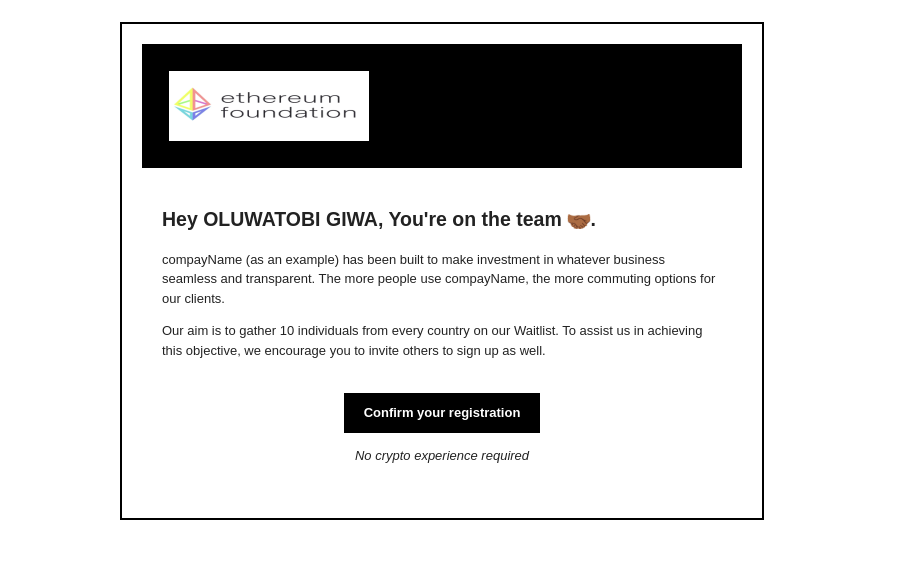 ethereum
foundation
Hey OLUWATOBI GIWA, You're on the team 🤝🏾.
compayName (as an example) has been built to make investment in whatever business
seamless and transparent. The more people use compayName, the more commuting options for
our clients.
Our aim is to gather 10 individuals from every country on our Waitlist. To assist us in achieving
this objective, we encourage you to invite others to sign up as well.
Confirm your registration
No crypto experience required